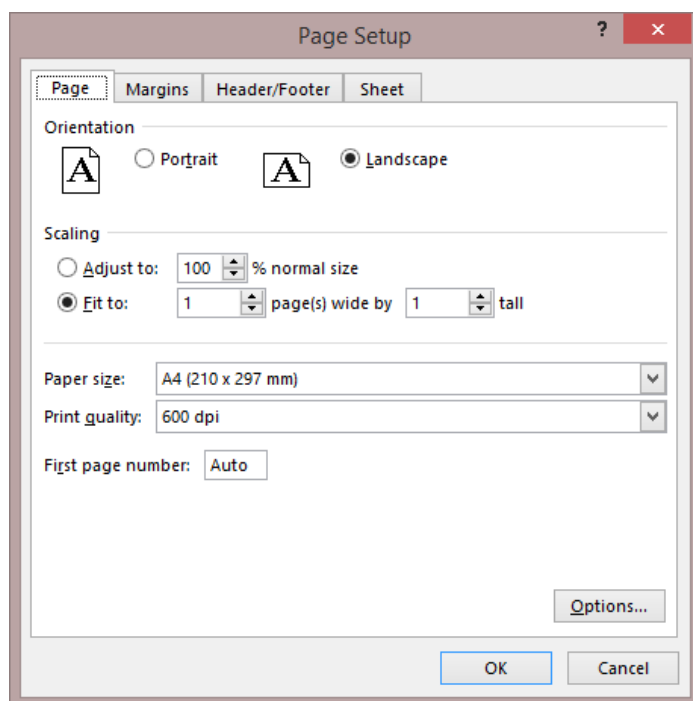 Page Setup ? ×
Page Margins Header/Footer Sheet
Orientation
A Portrait A Landscape
Scaling
Adjust to: 100 % normal size
Fit to: 1 page(s) wide by 1 tall
Paper size: A4 (210 x 297 mm)
Print quality: 600 dpi
First page number: Auto
Options...
OK Cancel